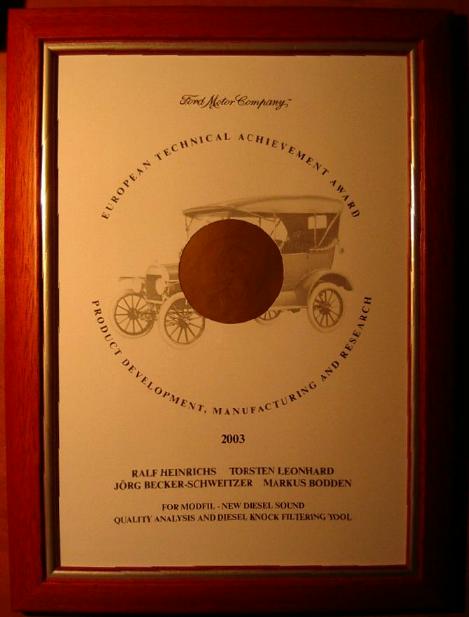 Ford Motor Company
EUROPEAN TECHNICAL ACHIEVEMENT AWARD
PRODUCT DEVELOPMENT, MANUFACTURING AND RESEARCH
2003
RALF HEINRICHS TORSTEN LEONHARD
JÖRG BECKER-SCHWEITZER MARKUS BODDEN
FOR MODFIL - NEW DIESEL SOUND
QUALITY ANALYSIS AND DIESEL KNOCK FILTERING TOOL